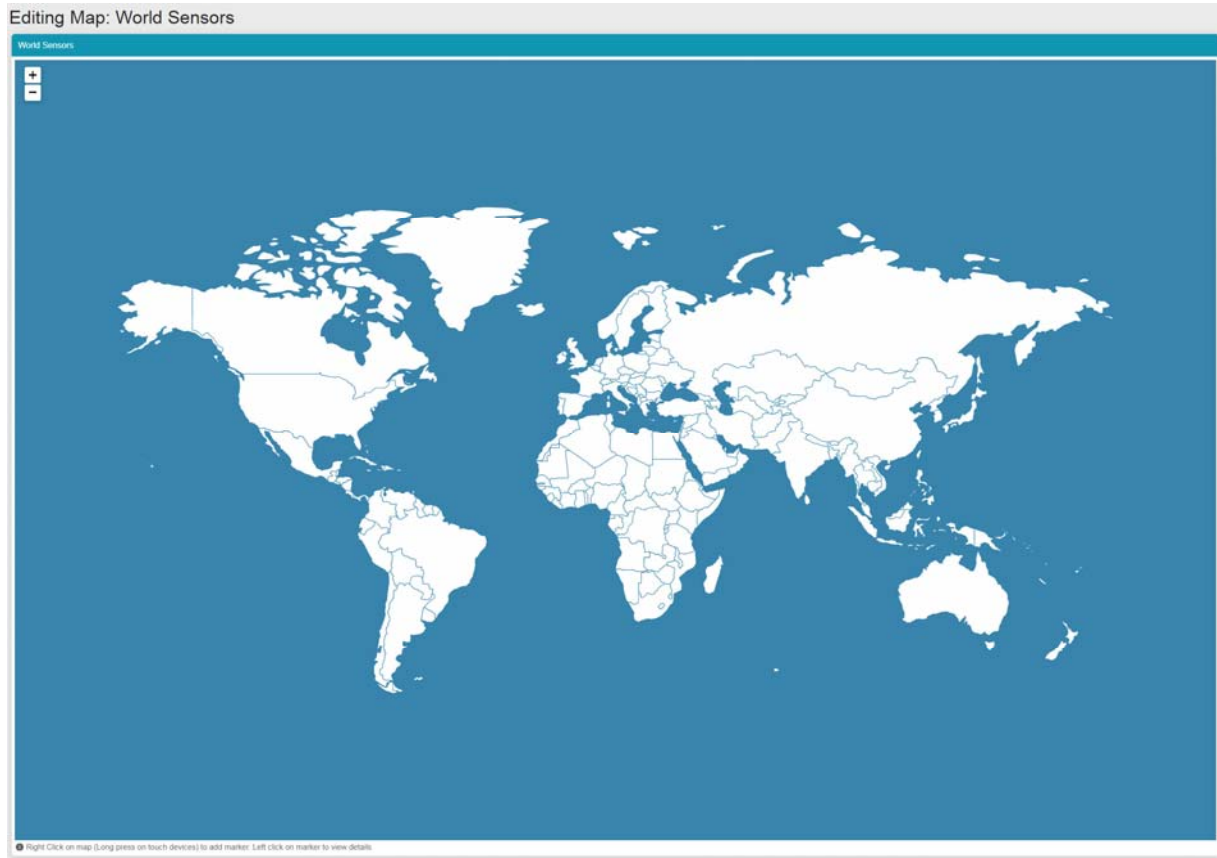 Editing Map: World Sensors
World Sensors
+
−
Right Click on map (Long press on touch devices) to add marker. Left click on marker to view details